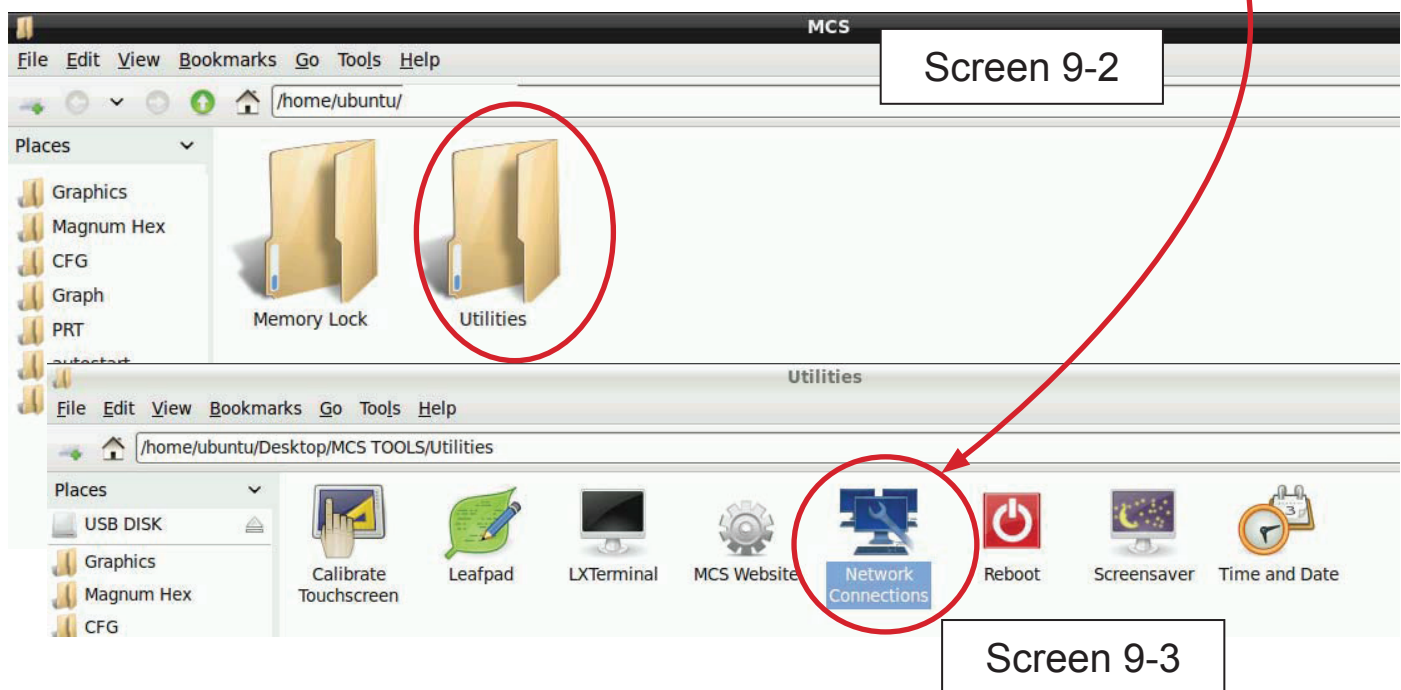 MCS
Screen 9-2
File Edit View Bookmarks Go Tools Help
/home/ubuntu/
Places
Graphics
Magnum Hex
CFG
Graph
PRT
autostart
Memory Lock
Utilities
Utilities
File Edit View Bookmarks Go Tools Help
/home/ubuntu/Desktop/MCS TOOLS/Utilities
Places
USB DISK
Graphics
Magnum Hex
CFG
Calibrate
Touchscreen
Leafpad
LXTerminal
MCS Website
Network
Connections
Reboot
Screensaver
Time and Date
Screen 9-3